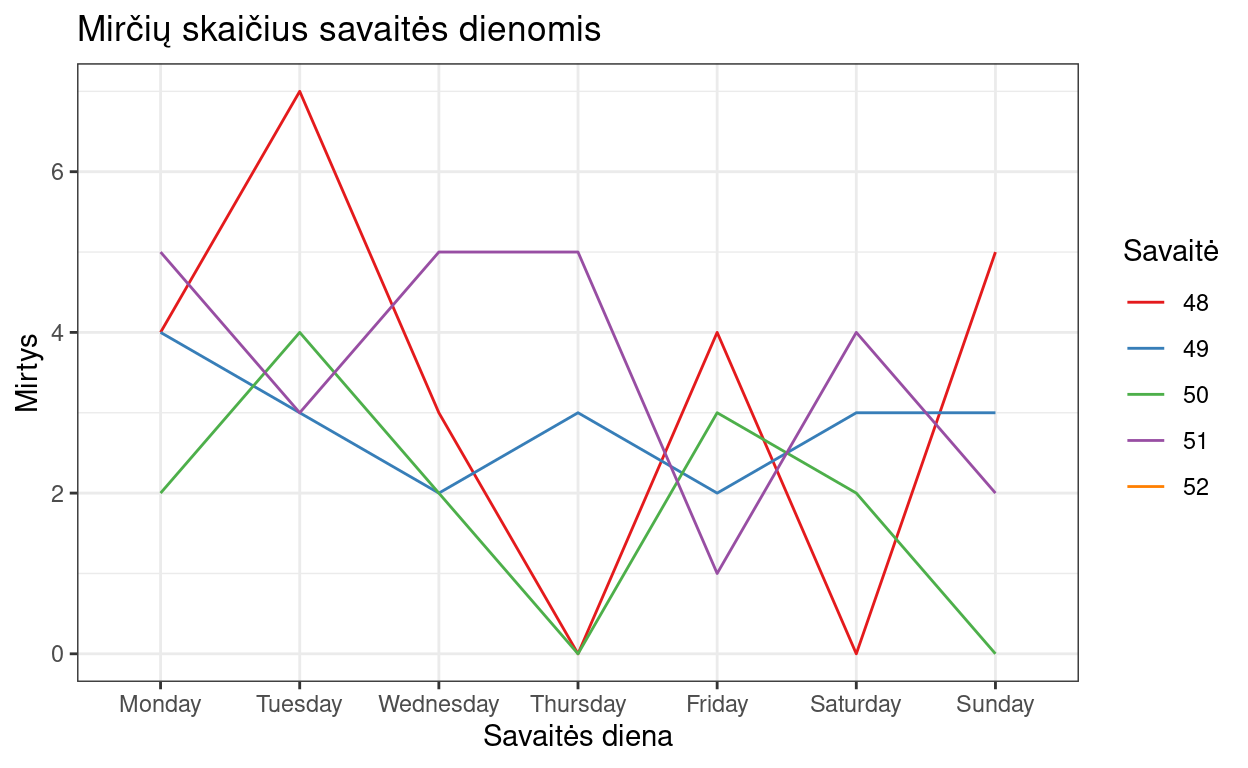 Mirčių skaičius savaitės dienomis
Mirtys
6
4
2
0
Monday Tuesday Wednesday Thursday Friday Saturday Sunday
Savaitės diena
Savaitė
48
49
50
51
52